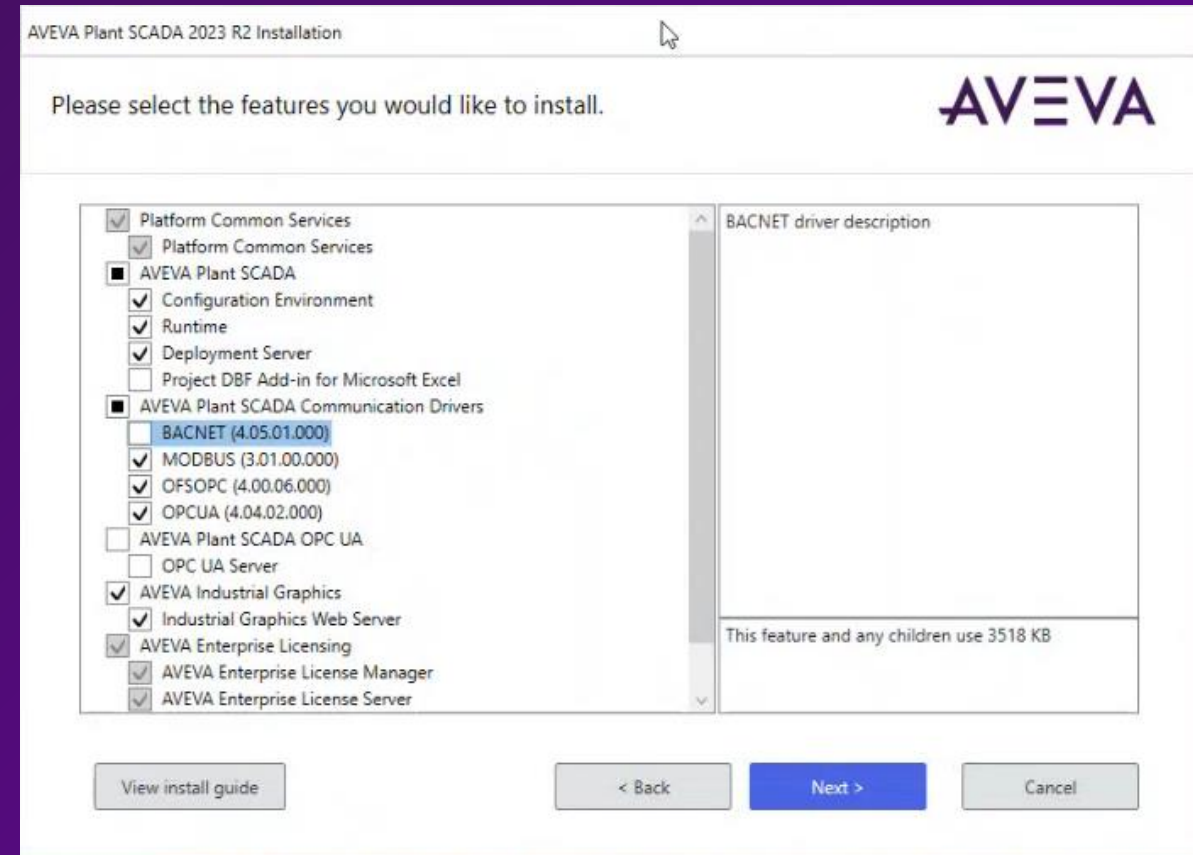 AVEVA Plant SCADA 2023 R2 Installation
Please select the features you would like to install.
AVEVA
Platform Common Services
Platform Common Services
AVEVA Plant SCADA
Configuration Environment
Runtime
Deployment Server
Project DBF Add-in for Microsoft Excel
AVEVA Plant SCADA Communication Drivers
BACNET (4.05.01.000)
MODBUS (3.01.00.000)
OFSOPC (4.00.06.000)
OPCUA (4.04.02.000)
AVEVA Plant SCADA OPC UA
OPC UA Server
AVEVA Industrial Graphics
Industrial Graphics Web Server
AVEVA Enterprise Licensing
AVEVA Enterprise License Manager
AVEVA Enterprise License Server
BACNET driver description
This feature and any children use 3518 KB
View install guide
< Back
Next >
Cancel